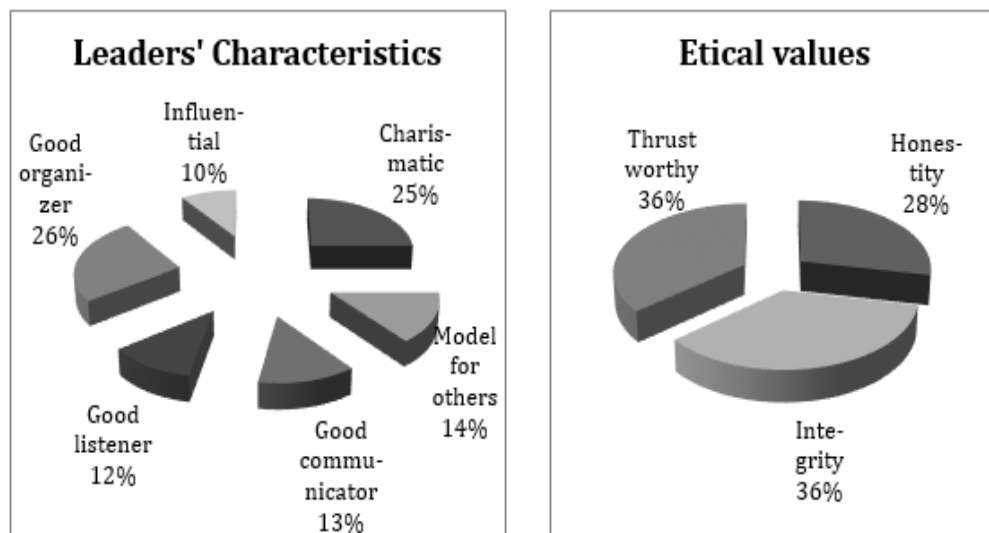 Leaders' Characteristics
Influen-
tial
10%
Charis-
matic
25%
Good
organi-
zer
26%
Model
for
others
14%
Good
listener
12%
Good
commu-
nicator
13%
Etical values
Thrust
worthy
36%
Hones-
tity
28%
Inte-
grity
36%